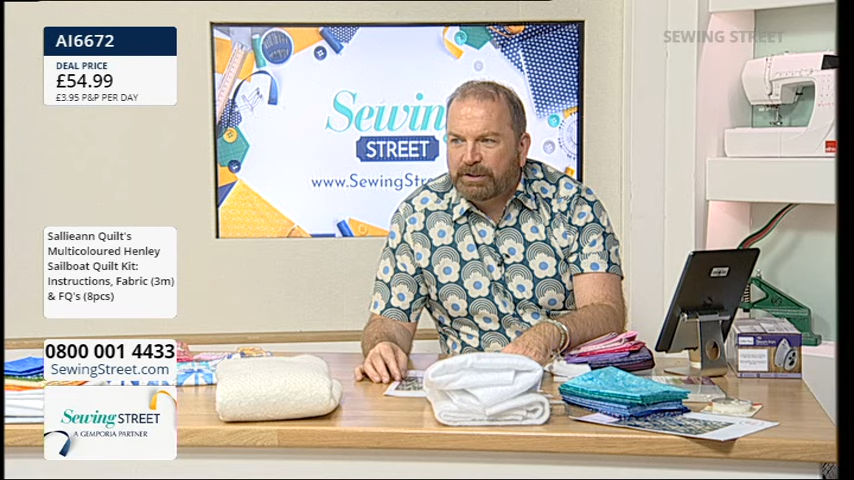 AI6672
DEAL PRICE
£54.99
£3.95 P&P PER DAY
SEWING STREET
Sewing
STREET
www.SewingStre
Sallieann Quilt's
Multicoloured Henley
Sailboat Quilt Kit:
Instructions, Fabric (3m)
& FQ's (8pcs)
0800 001 4433
SewingStreet.com
Sewing STREET
A GEMPORIA PARTNER